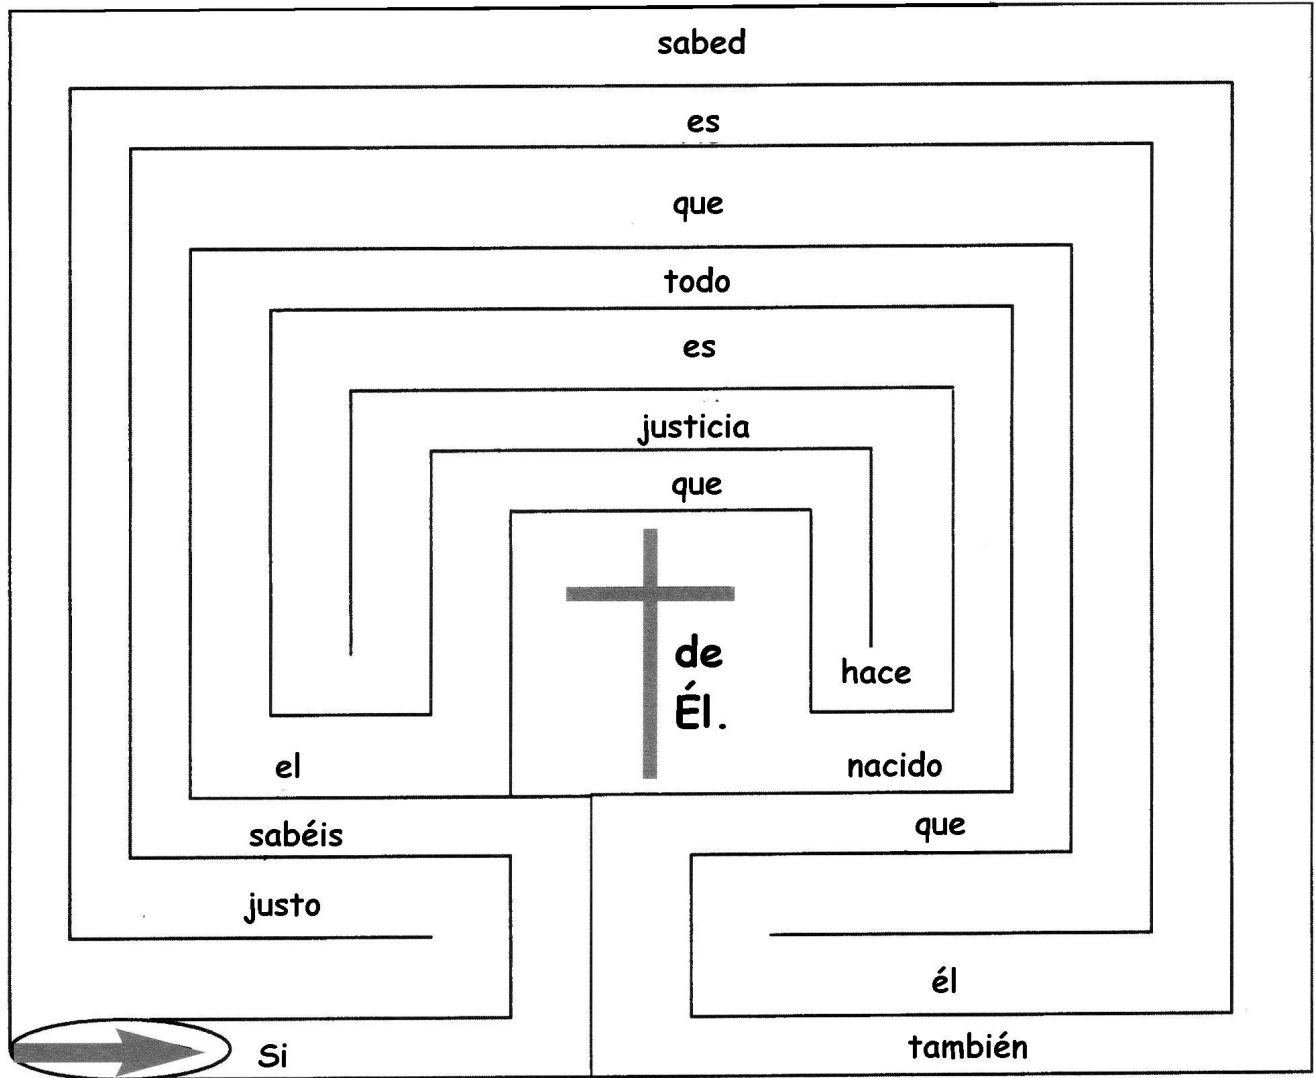 sabed
es
que
todo
es
justicia
que
de
Él.
hace
el
nacido
sabéis
que
justo
él
Si
también